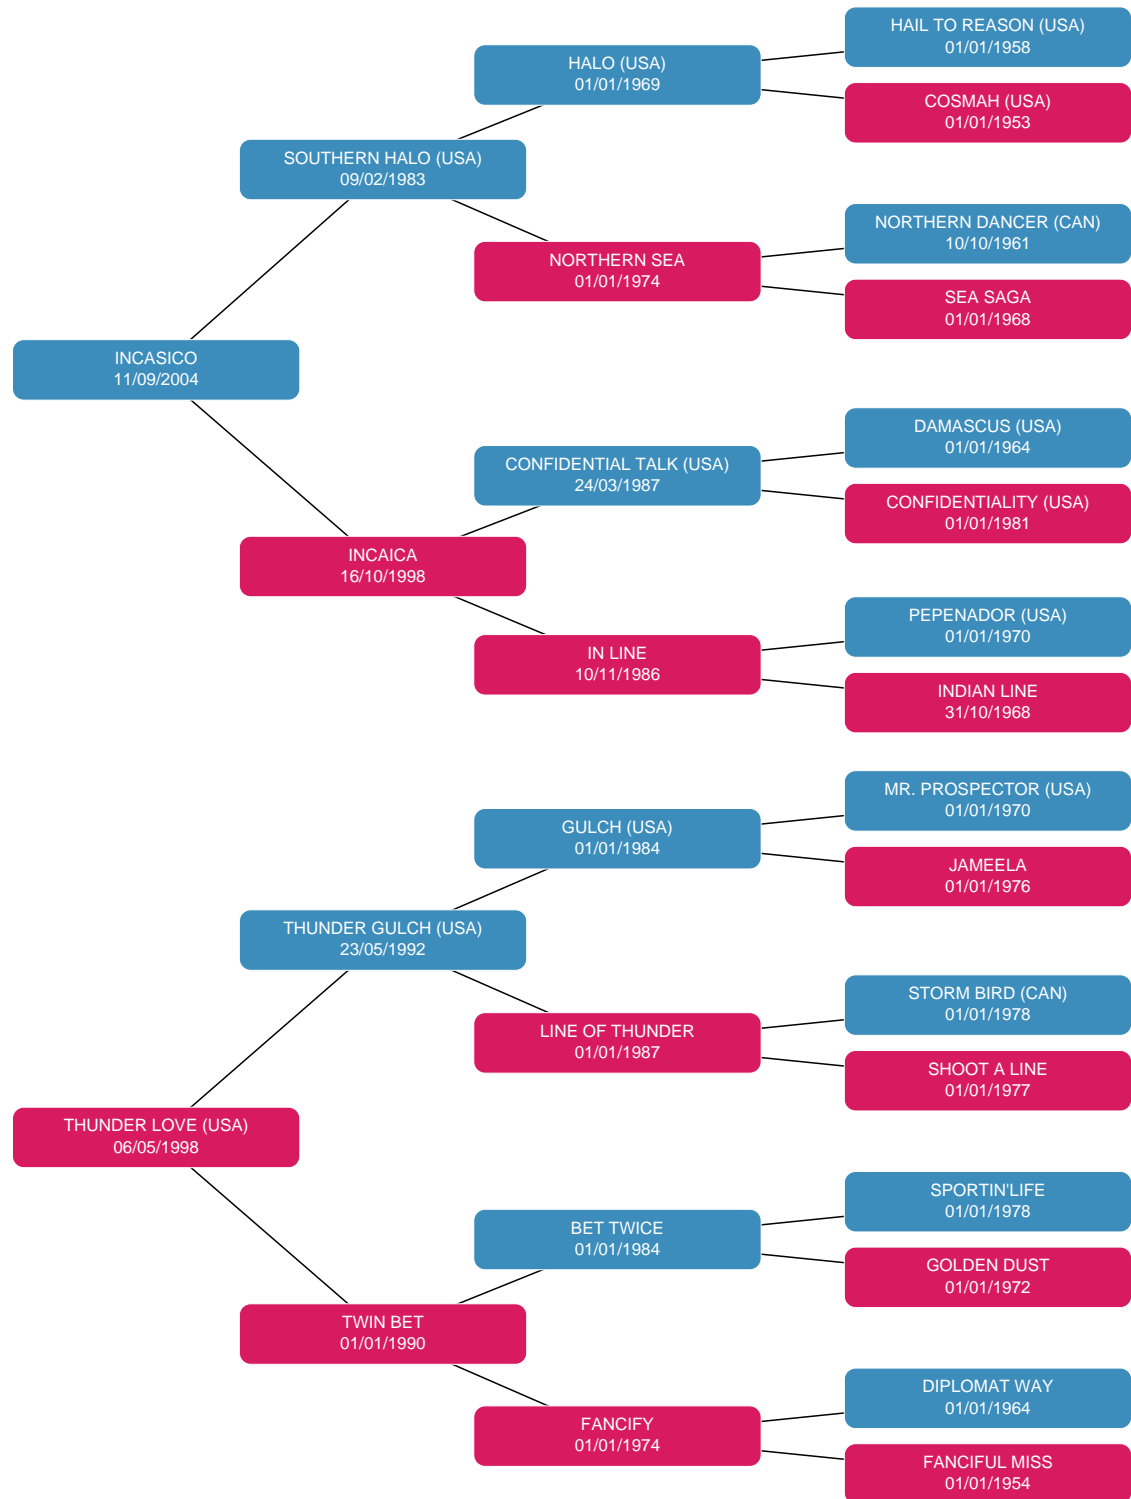 HAIL TO REASON (USA)
01/01/1958
HALO (USA)
01/01/1969
COSMAH (USA)
01/01/1953
SOUTHERN HALO (USA)
09/02/1983
NORTHERN DANCER (CAN)
10/10/1961
NORTHERN SEA
01/01/1974
SEA SAGA
01/01/1968
INCASICO
11/09/2004
DAMASCUS (USA)
01/01/1964
CONFIDENTIAL TALK (USA)
24/03/1987
CONFIDENTIALITY (USA)
01/01/1981
INCAICA
16/10/1998
PEPENADOR (USA)
01/01/1970
IN LINE
10/11/1986
INDIAN LINE
31/10/1968
MR. PROSPECTOR (USA)
01/01/1970
GULCH (USA)
01/01/1984
JAMEELA
01/01/1976
THUNDER GULCH (USA)
23/05/1992
STORM BIRD (CAN)
01/01/1978
LINE OF THUNDER
01/01/1987
SHOOT A LINE
01/01/1977
THUNDER LOVE (USA)
06/05/1998
SPORTIN'LIFE
01/01/1978
BET TWICE
01/01/1984
GOLDEN DUST
01/01/1972
TWIN BET
01/01/1990
DIPLOMAT WAY
01/01/1964
FANCIFY
01/01/1974
FANCIFUL MISS
01/01/1954